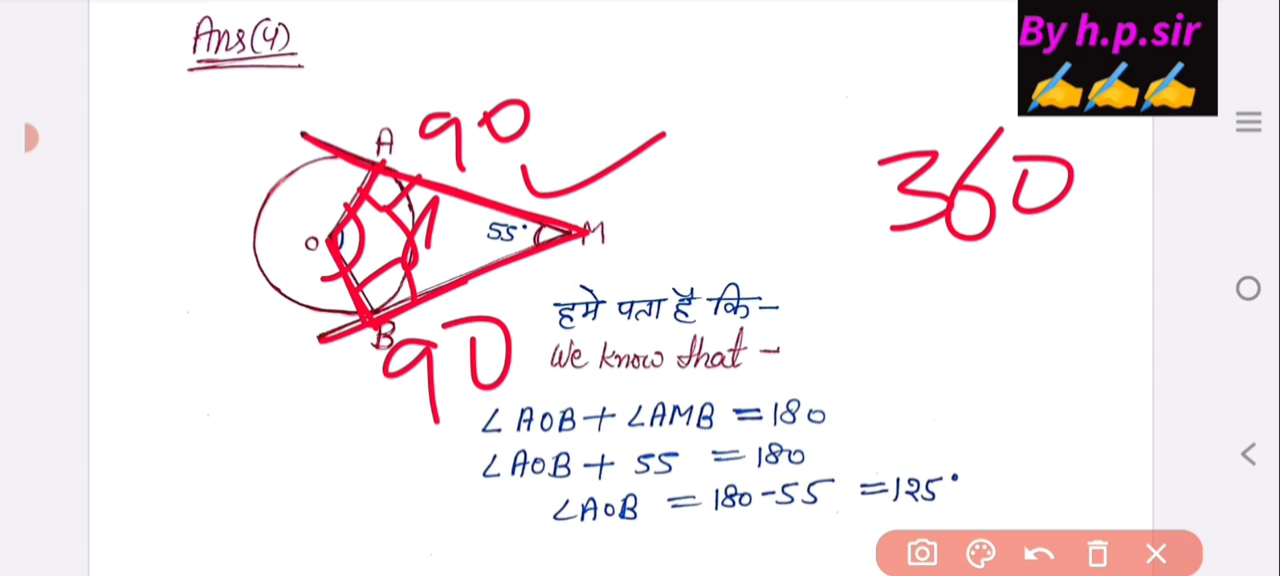 Ans(4)
By h.p.sir
A
90
360
O
55°
M
B
90
हमे पता है कि-
We know that -
∠AOB + ∠AMB = 180
∠AOB + 55 = 180
∠AOB = 180-55 = 125°